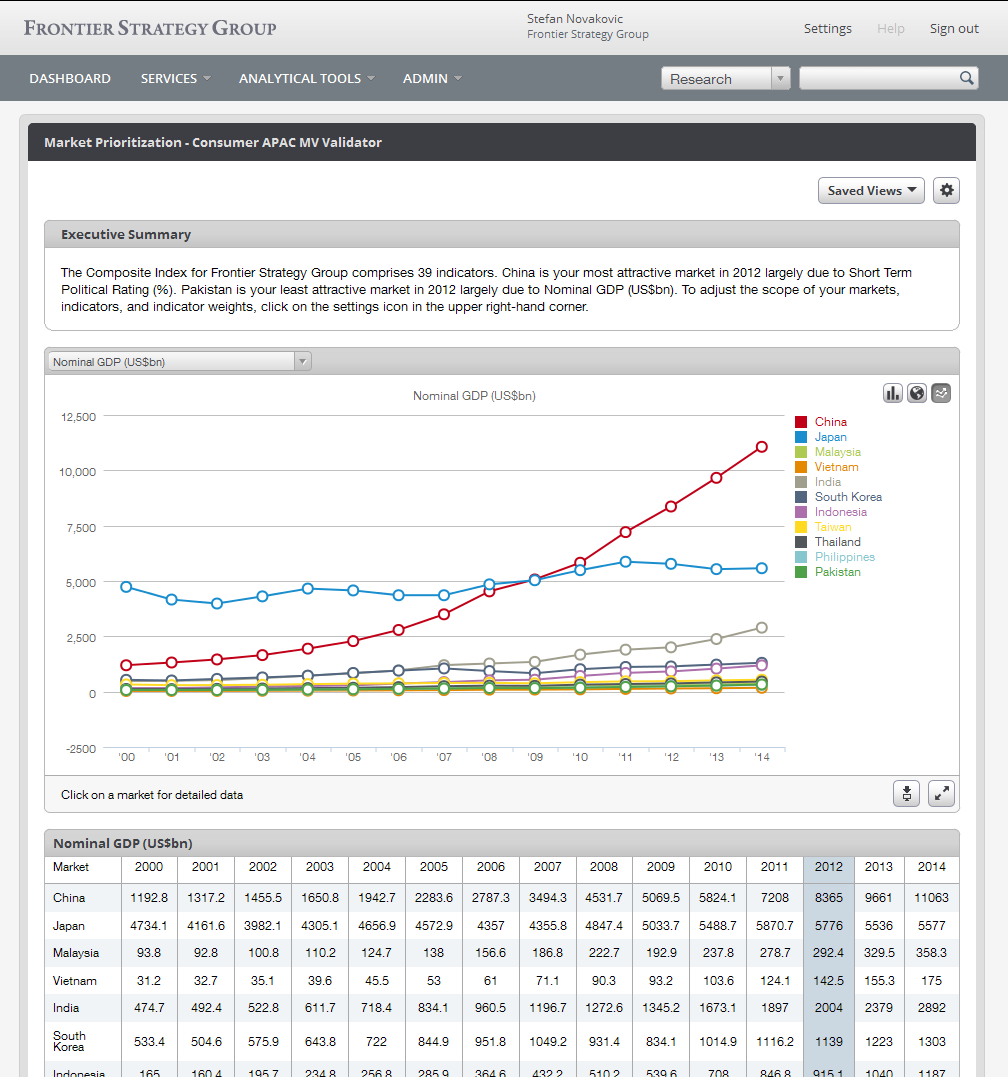 FRONTIER STRATEGY GROUP
Stefan Novakovic
Frontier Strategy Group
Settings Help Sign out
DASHBOARD SERVICES ANALYTICAL TOOLS ADMIN Research
Market Prioritization - Consumer APAC MV Validator
Saved Views
Executive Summary
The Composite Index for Frontier Strategy Group comprises 39 indicators. China is your most attractive market in 2012 largely due to Short Term
Political Rating (%). Pakistan is your least attractive market in 2012 largely due to Nominal GDP (US$bn). To adjust the scope of your markets,
indicators, and indicator weights, click on the settings icon in the upper right-hand corner.
Nominal GDP (US$bn)
Nominal GDP (US$bn)
12,500
10,000
7,500
5,000
2,500
0
-2500
'00 '01 '02 '03 '04 '05 '06 '07 '08 '09 '10 '11 '12 '13 '14
China
Japan
Malaysia
Vietnam
India
South Korea
Indonesia
Taiwan
Thailand
Philippines
Pakistan
Click on a market for detailed data
Nominal GDP (US$bn)
Market 2000 2001 2002 2003 2004 2005 2006 2007 2008 2009 2010 2011 2012 2013 2014
China 1192.8 1317.2 1455.5 1650.8 1942.7 2283.6 2787.3 3494.3 4531.7 5069.5 5824.1 7208 8365 9661 11063
Japan 4734.1 4161.6 3982.1 4305.1 4656.9 4572.9 4357 4355.8 4847.4 5033.7 5488.7 5870.7 5776 5536 5577
Malaysia 93.8 92.8 100.8 110.2 124.7 138 156.6 186.8 222.7 192.9 237.8 278.7 292.4 329.5 358.3
Vietnam 31.2 32.7 35.1 39.6 45.5 53 61 71.1 90.3 93.2 103.6 124.1 142.5 155.3 175
India 474.7 492.4 522.8 611.7 718.4 834.1 960.5 1196.7 1272.6 1345.2 1673.1 1897 2004 2379 2892
South
Korea 533.4 504.6 575.9 643.8 722 844.9 951.8 1049.2 931.4 834.1 1014.9 1116.2 1139 1223 1303
Indonesia 165 160.4 195.7 234.8 256.8 285.9 364.6 432.2 510.2 539.6 708 846.8 915.1 1040 1187